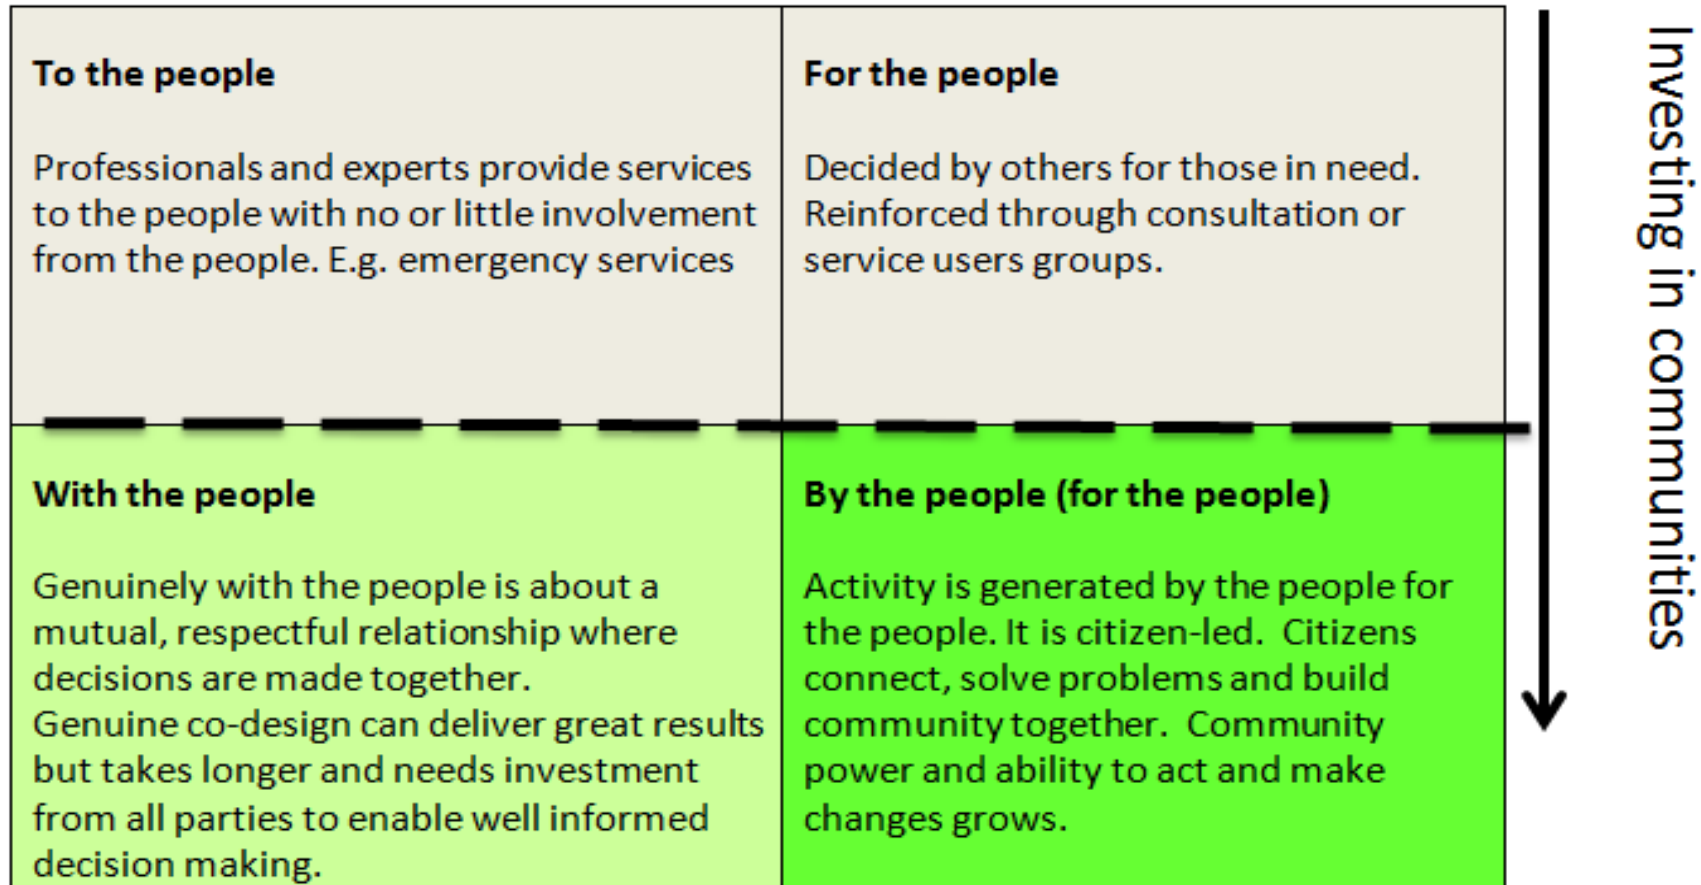 To the people
Professionals and experts provide services
to the people with no or little involvement
from the people. E.g. emergency services
For the people
Decided by others for those in need.
Reinforced through consultation or
service users groups.
With the people
Genuinely with the people is about a
mutual, respectful relationship where
decisions are made together.
Genuine co-design can deliver great results
but takes longer and needs investment
from all parties to enable well informed
decision making.
By the people (for the people)
Activity is generated by the people for
the people. It is citizen-led.  Citizens
connect, solve problems and build
community together.  Community
power and ability to act and make
changes grows.
Investing in communities